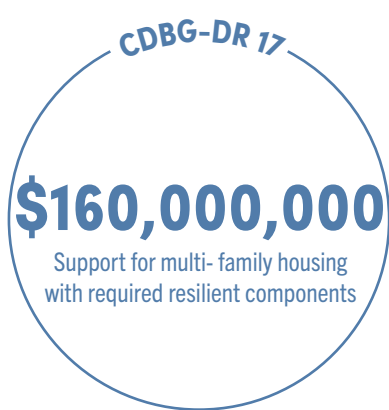 CDBG-DR 17
$160,000,000
Support for multi- family housing
with required resilient components